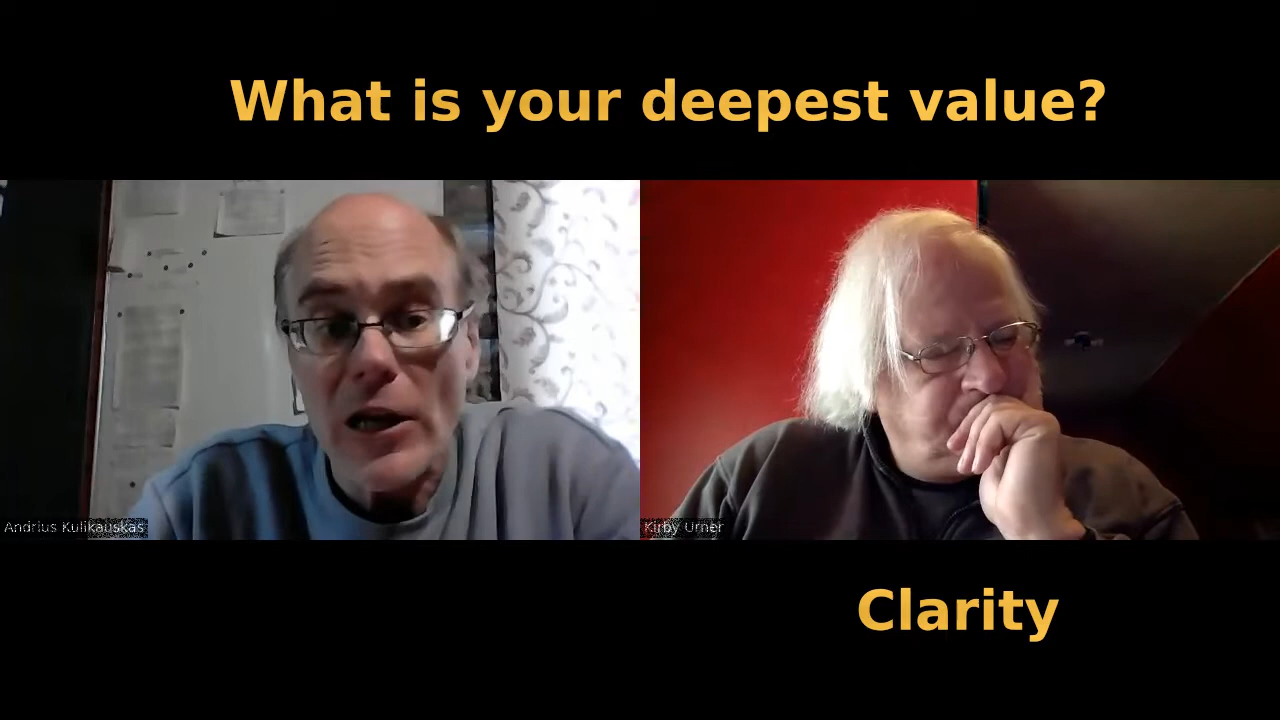 What is your deepest value?
Andrius Kulikauskas
Kirby Urner
Clarity